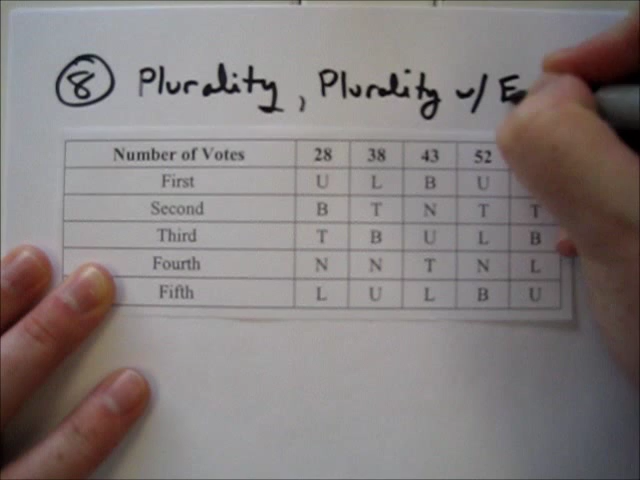 8 Plurality, Plurality w/ E
Number of Votes 28 38 43 52
First U L B U
Second B T N T T
Third T B U L B
Fourth N N T N L
Fifth L U L B U